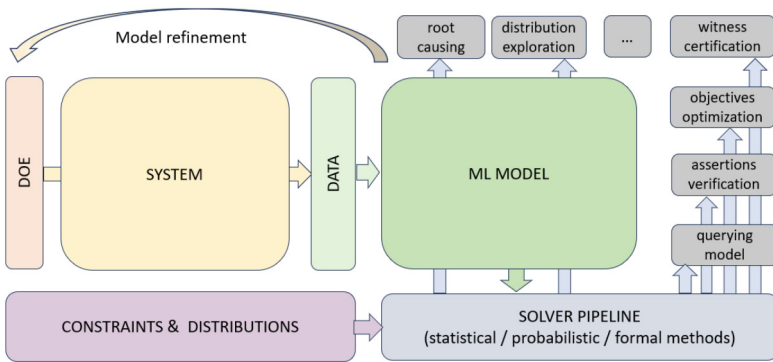 Model refinement
root
causing
distribution
exploration
...
witness
certification
objectives
optimization
DOE
SYSTEM
DATA
ML MODEL
assertions
verification
querying
model
CONSTRAINTS & DISTRIBUTIONS
SOLVER PIPELINE
(statistical / probabilistic / formal methods)